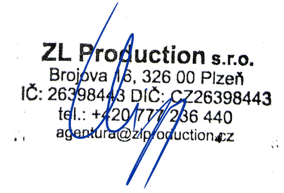 ZL Production s.r.o.
Brojova 16, 326 00 Plzeň
IČ: 26398443 DIČ: CZ26398443
tel.: +420 777 236 440
agentura@zlproduction.cz